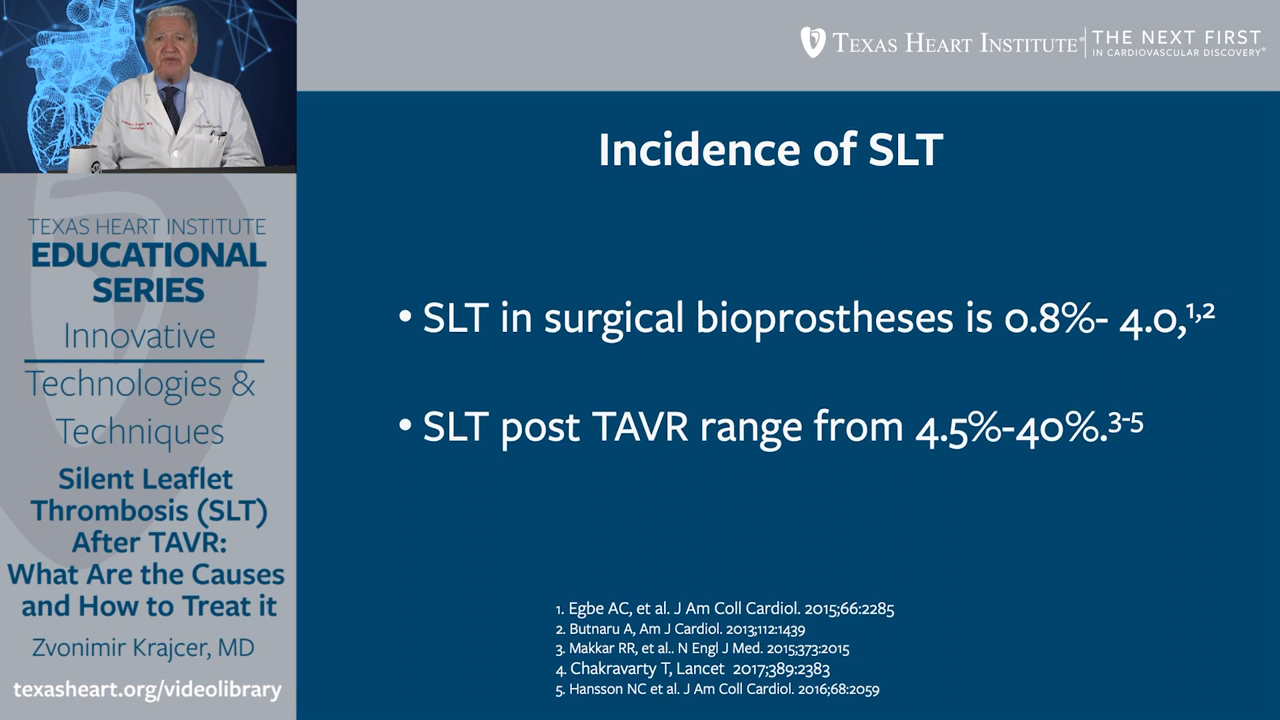 TEXAS HEART INSTITUTE® THE NEXT FIRST
IN CARDIOVASCULAR DISCOVERY®
TEXAS HEART INSTITUTE
EDUCATIONAL
SERIES
Innovative
Technologies &
Techniques
Silent Leaflet
Thrombosis (SLT)
After TAVR:
What Are the Causes
and How to Treat it
Zvonimir Krajcer, MD
texasheart.org/videolibrary
Incidence of SLT
• SLT in surgical bioprostheses is 0.8%- 4.0,1,2
• SLT post TAVR range from 4.5%-40%.3-5
1. Egbe AC, et al. J Am Coll Cardiol. 2015;66:2285
2. Butnaru A, Am J Cardiol. 2013;112:1439
3. Makkar RR, et al.. N Engl J Med. 2015;373:2015
4. Chakravarty T, Lancet 2017;389:2383
5. Hansson NC et al. J Am Coll Cardiol. 2016;68:2059